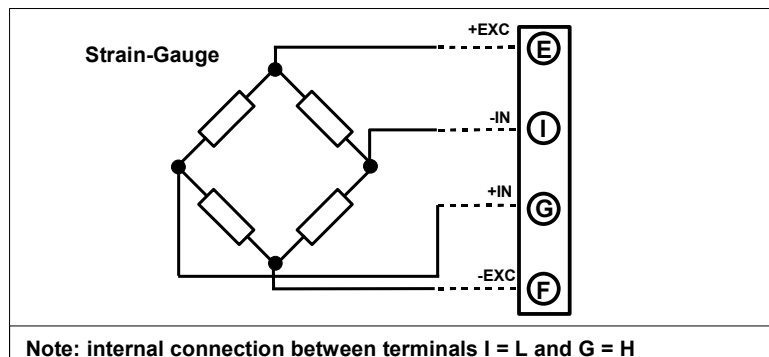 +EXC
E
Strain-Gauge
-IN
I
+IN
G
-EXC
F
Note: internal connection between terminals I = L and G = H